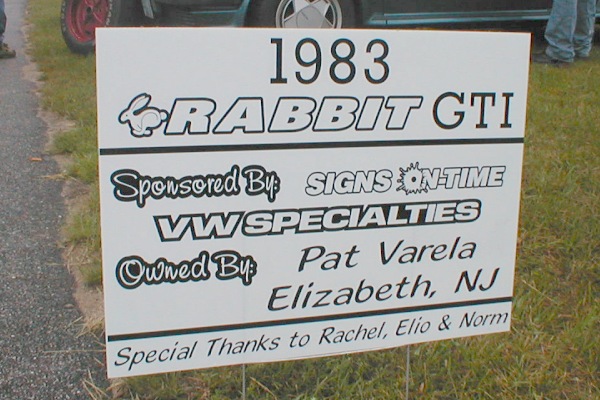 1983
RABBIT GTI
Sponsored By: SIGNS ON-TIME
VW SPECIALTIES
Owned By: Pat Varela
Elizabeth, NJ
Special Thanks to Rachel, Elio & Norm